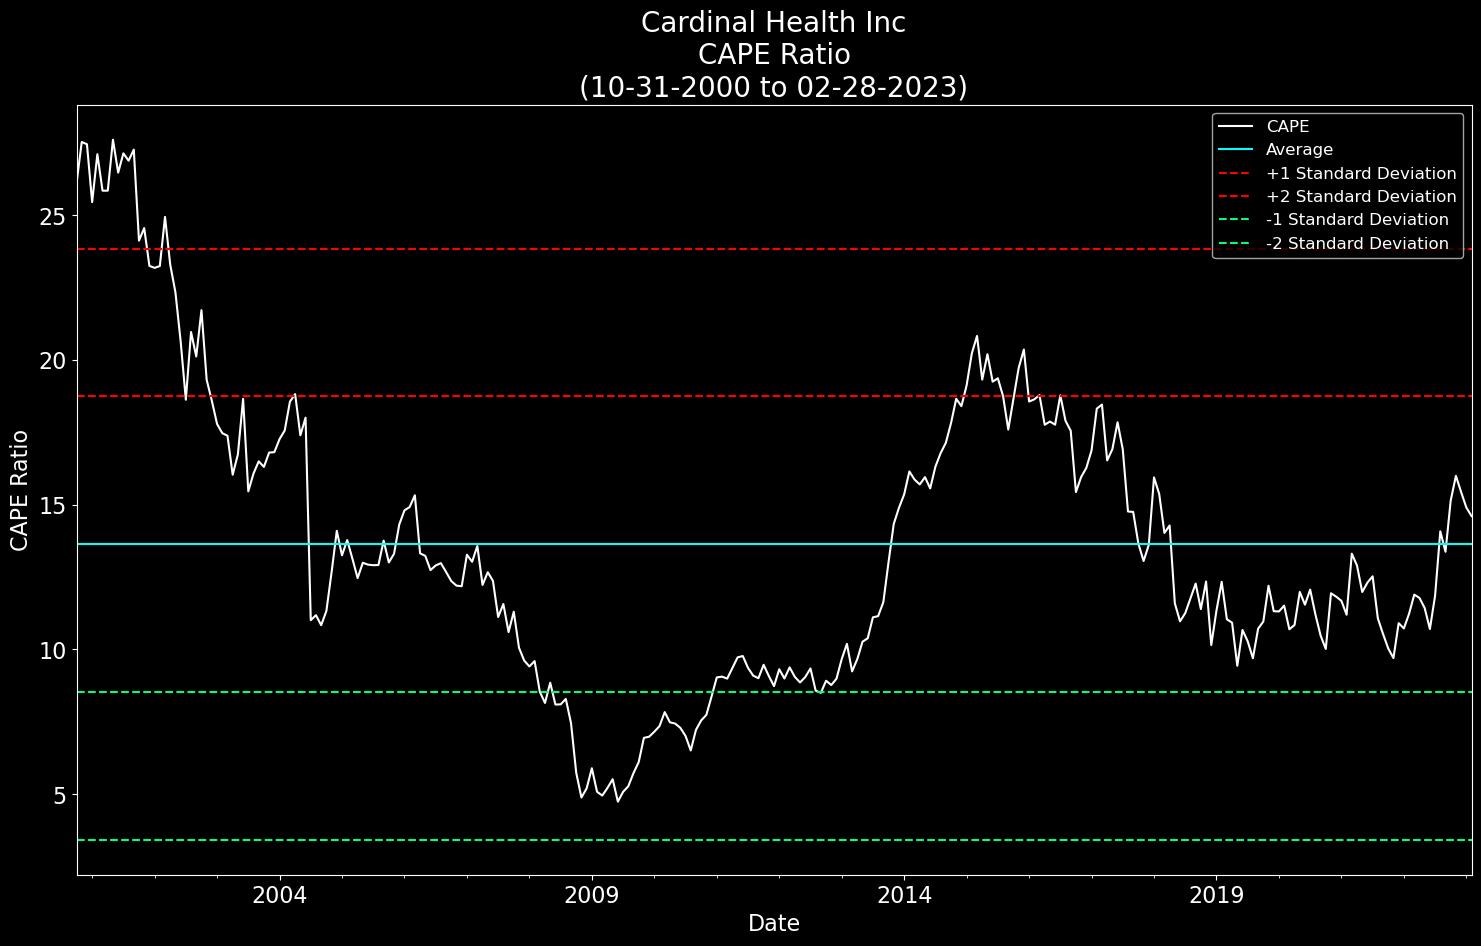 Cardinal Health Inc
CAPE Ratio
(10-31-2000 to 02-28-2023)
CAPE
Average
+1 Standard Deviation
+2 Standard Deviation
-1 Standard Deviation
-2 Standard Deviation
25
20
15
10
5
CAPE Ratio
2004
2009
2014
2019
Date